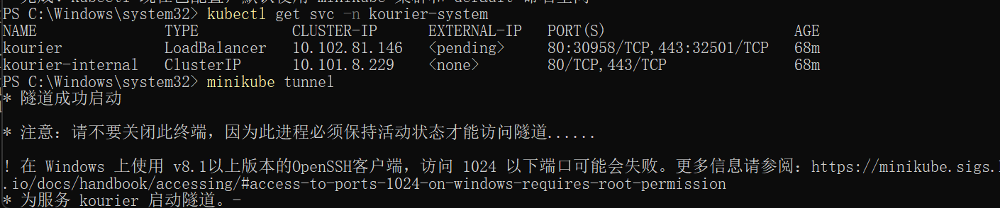 PS C:\Windows\system32> kubectl get svc -n kourier-system
NAME TYPE CLUSTER-IP EXTERNAL-IP PORT(S) AGE
kourier LoadBalancer 10.102.81.146 <pending> 80:30958/TCP,443:32501/TCP 68m
kourier-internal ClusterIP 10.101.8.229 <none> 80/TCP,443/TCP 68m
PS C:\Windows\system32> minikube tunnel
* 隧道成功启动
* 注意：请不要关闭此终端，因为此进程必须保持活动状态才能访问隧道......
! 在 Windows 上使用 v8.1以上版本的OpenSSH客户端，访问 1024 以下端口可能会失败。更多信息请参阅：https://minikube.sigs.
.io/docs/handbook/accessing/#access-to-ports-1024-on-windows-requires-root-permission
* 为服务 kourier 启动隧道。-